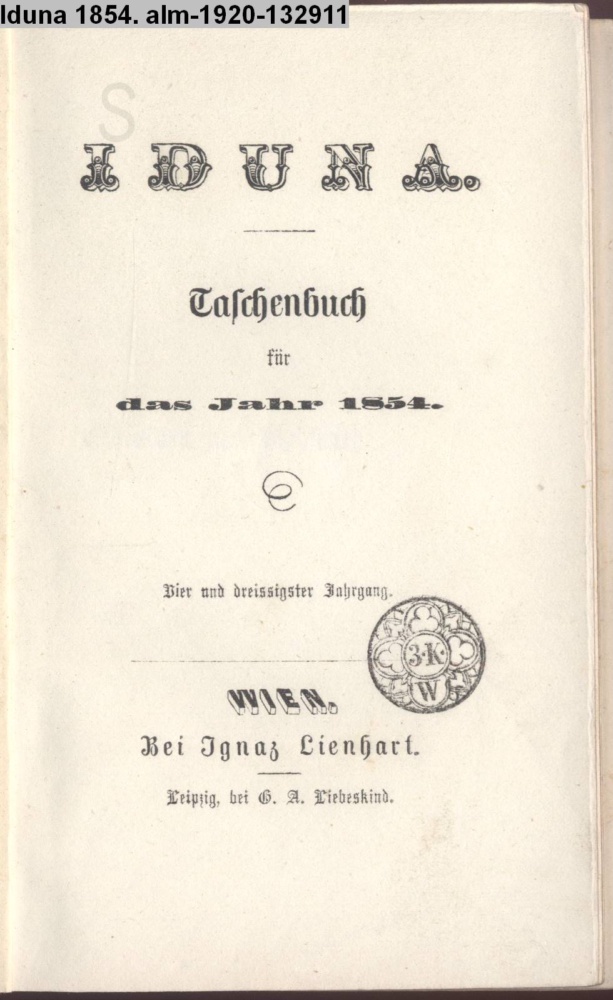 Iduna 1854. alm-1920-132911
S
IDUNA.
Taschenbuch
für
das Jahr 1854.
Vier und dreissigster Jahrgang.
3·K·
W
WIEN.
Bei Ignaz Lienhart.
Leipzig, bei G. A. Liebeskind.